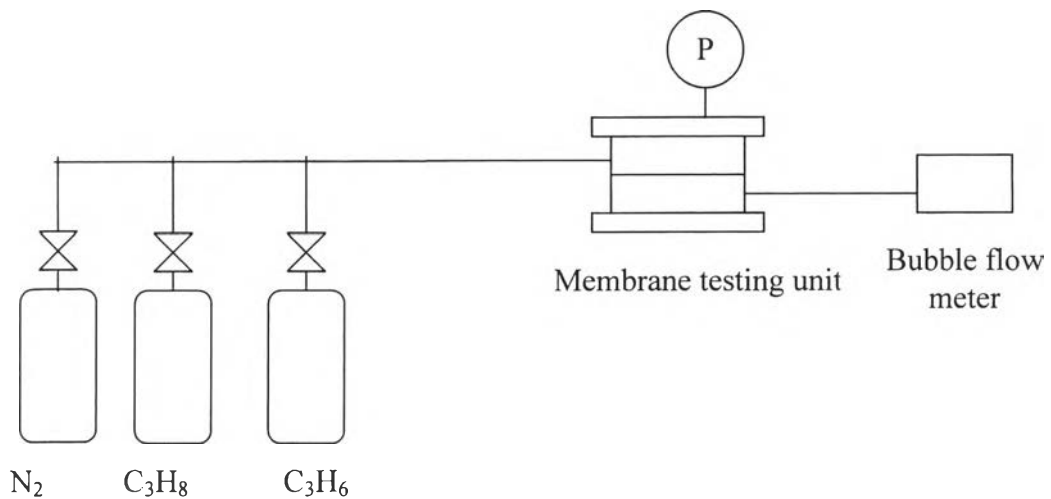 P
Membrane testing unit
Bubble flow
meter
N₂ C₃H₈ C₃H₆